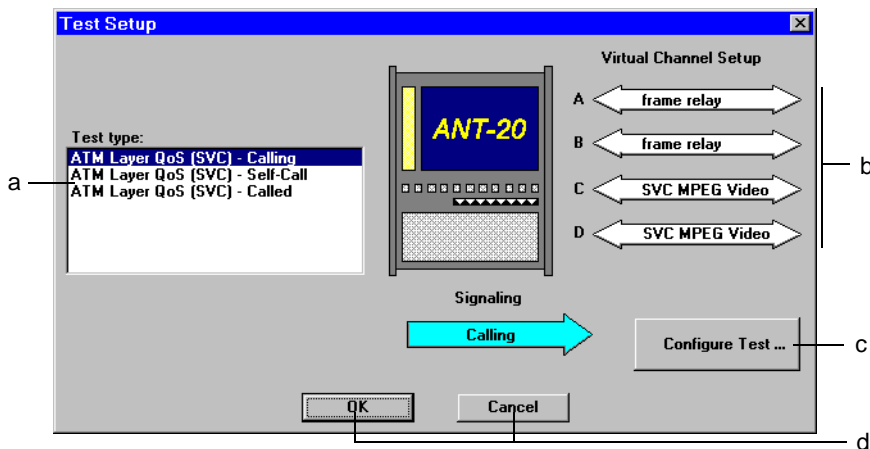 Test Setup
Virtual Channel Setup
Test type:
ATM Layer QoS (SVC) - Calling
ATM Layer QoS (SVC) - Self-Call
ATM Layer QoS (SVC) - Called
a
ANT-20
A frame relay
B frame relay
C SVC MPEG Video
D SVC MPEG Video
b
Signaling
Calling
Configure Test ...
c
OK
Cancel
d